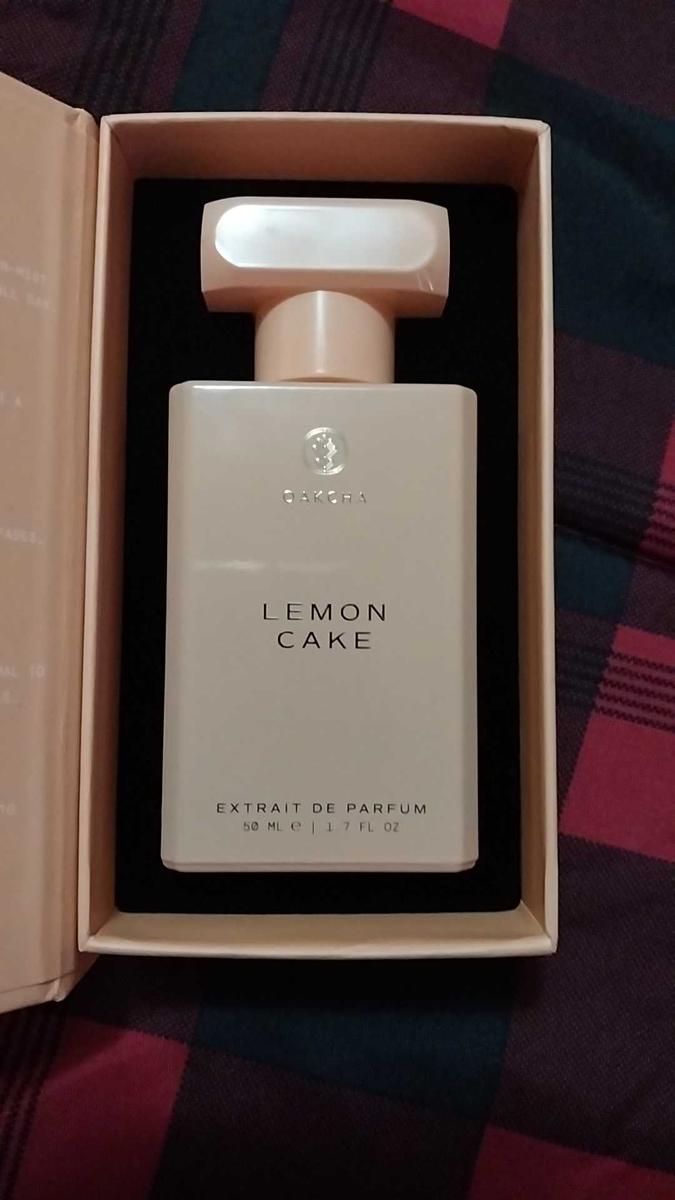 OAKCHA
LEMON
CAKE
EXTRAIT DE PARFUM
50 ML ℮ | 1.7 FL OZ